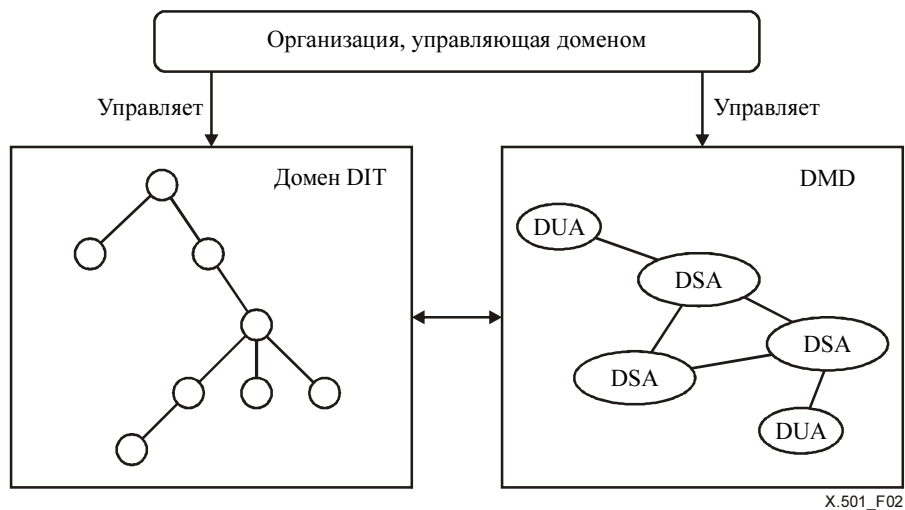 Организация, управляющая доменом
Управляет
Управляет
Домен DIT
DMD
DUA
DSA
DSA
DSA
DUA
X.501_F02